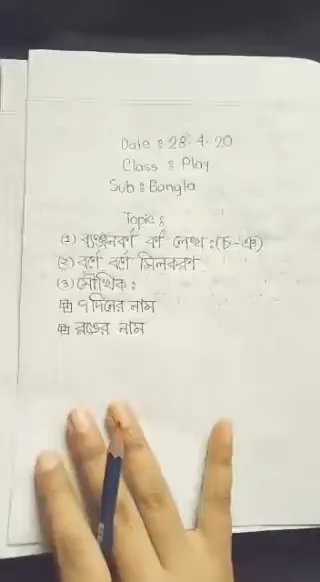 Date : 28. 4. 20
Class : Play
Sub : Bangla
Topic :
(১) ব্যঞ্জনবর্ণ বর্ণ লেখা :(চ-ঞ)
(২) বর্ণে বর্ণে মিলকরণ
(৩) মৌখিক :
৭ দিনের নাম
রঙের নাম